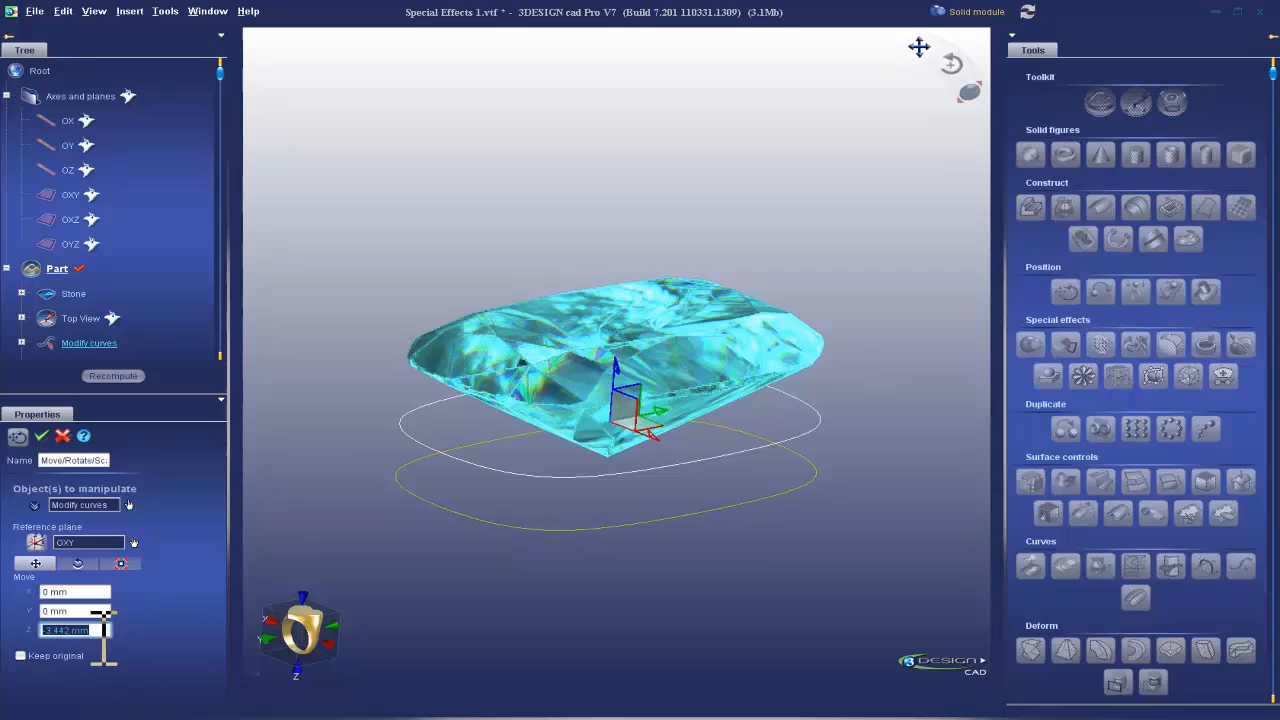 File Edit View Insert Tools Window Help
Special Effects 1.vtf * - 3DESIGN cad Pro V7 (Build 7.201 110331.1309) (3.1Mb)
Solid module
Tree
Root
Axes and planes
OX
OY
OZ
OXY
OXZ
OYZ
Part
Stone
Top View
Modify curves
Recompute
Properties
Name Move/Rotate/Sc
Object(s) to manipulate
Modify curves
Reference plane
OXY
Move
X 0 mm
Y 0 mm
Z -3.442 mm
Keep original
X
Y
Z
3DESIGN
CAD
Tools
Toolkit
Solid figures
Construct
Position
Special effects
Duplicate
Surface controls
Curves
Deform